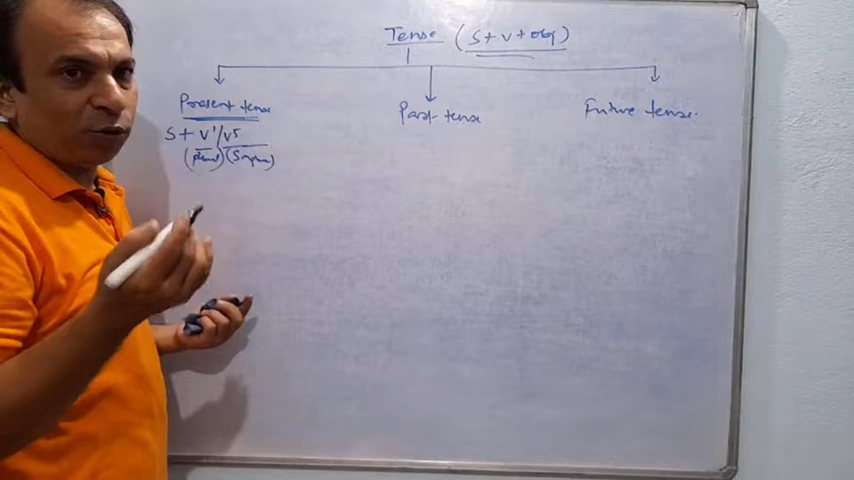 Tense (S + V + obj)
Present tense
Past tense
Future tense.
S + V¹/V⁵
(plural) (Singular)